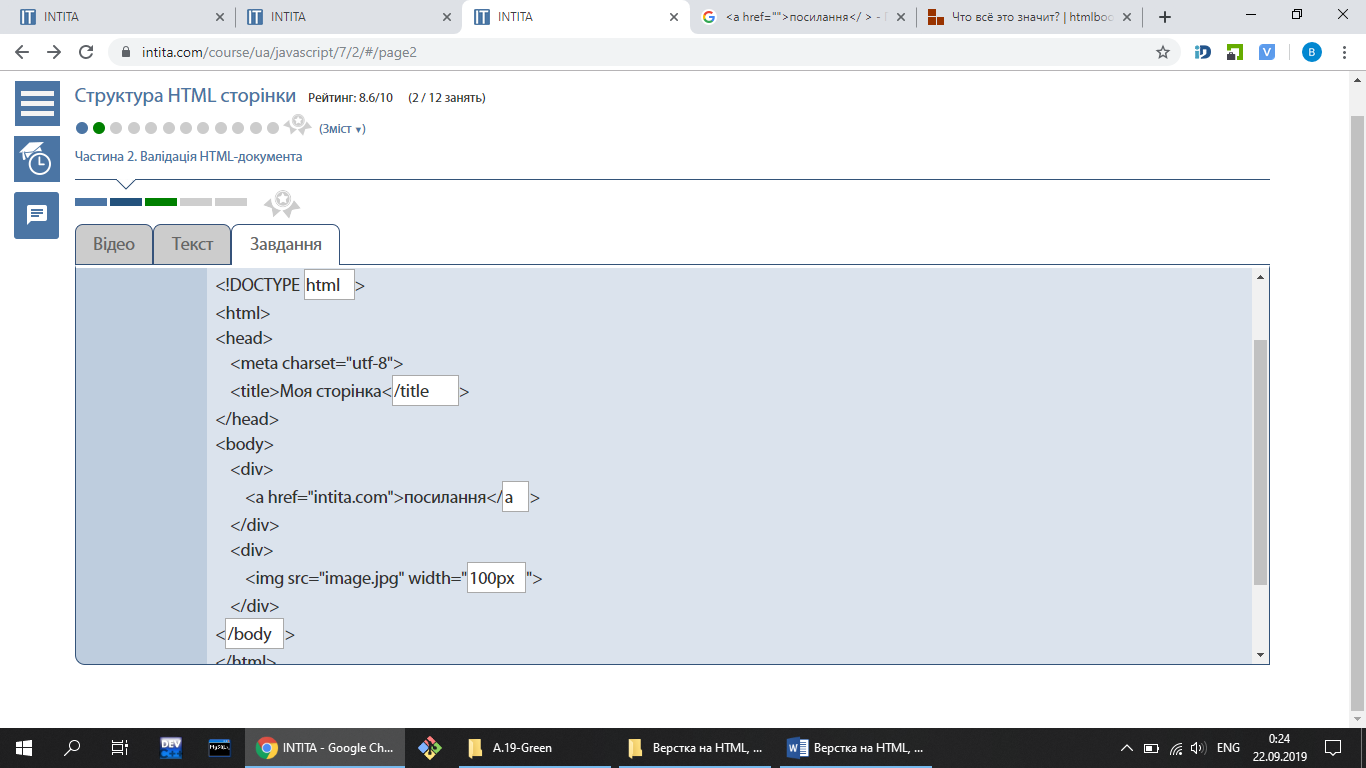 INTITA
INTITA
INTITA
<a href="">посилання</ > - 
Что всё это значит? | htmlboo
intita.com/course/ua/javascript/7/2/#/page2
B
Структура HTML сторінки Рейтинг: 8.6/10 (2 / 12 занять)
(Зміст ▼)
Частина 2. Валідація HTML-документа
Відео Текст Завдання
<!DOCTYPE html >
<html>
<head>
<meta charset="utf-8">
<title>Моя сторінка</title >
</head>
<body>
<div>
<a href="intita.com">посилання</a >
</div>
<div>
<img src="image.jpg" width="100px ">
</div>
</body >
</html>
DEV
C++
MySQL
INTITA - Google Ch...
A.19-Green
Верстка на HTML, ...
Верстка на HTML, ...
ENG
0:24
22.09.2019